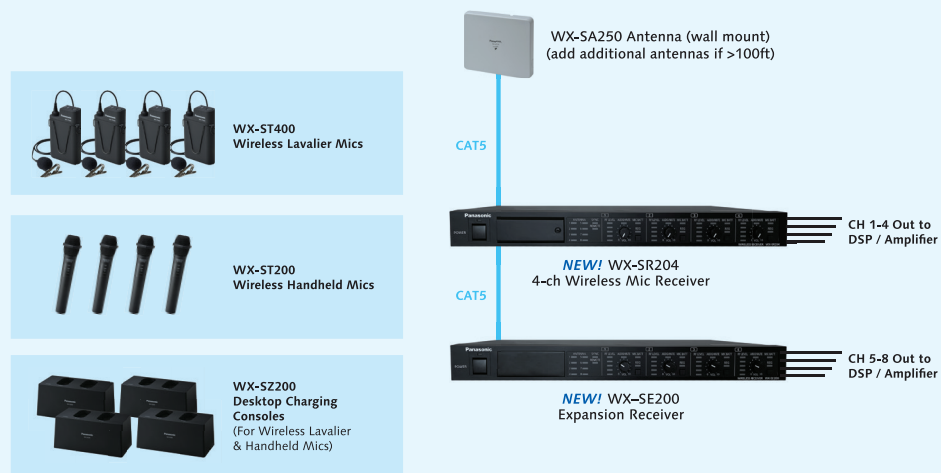 WX-ST400
Wireless Lavalier Mics
WX-ST200
Wireless Handheld Mics
WX-SZ200
Desktop Charging
Consoles
(For Wireless Lavalier
& Handheld Mics)
WX-SA250 Antenna (wall mount)
(add additional antennas if >100ft)
CAT5
Panasonic
POWER
CH 1-4 Out to
DSP / Amplifier
NEW! WX-SR204
4-ch Wireless Mic Receiver
CAT5
Panasonic
POWER
CH 5-8 Out to
DSP / Amplifier
NEW! WX–SE200
Expansion Receiver